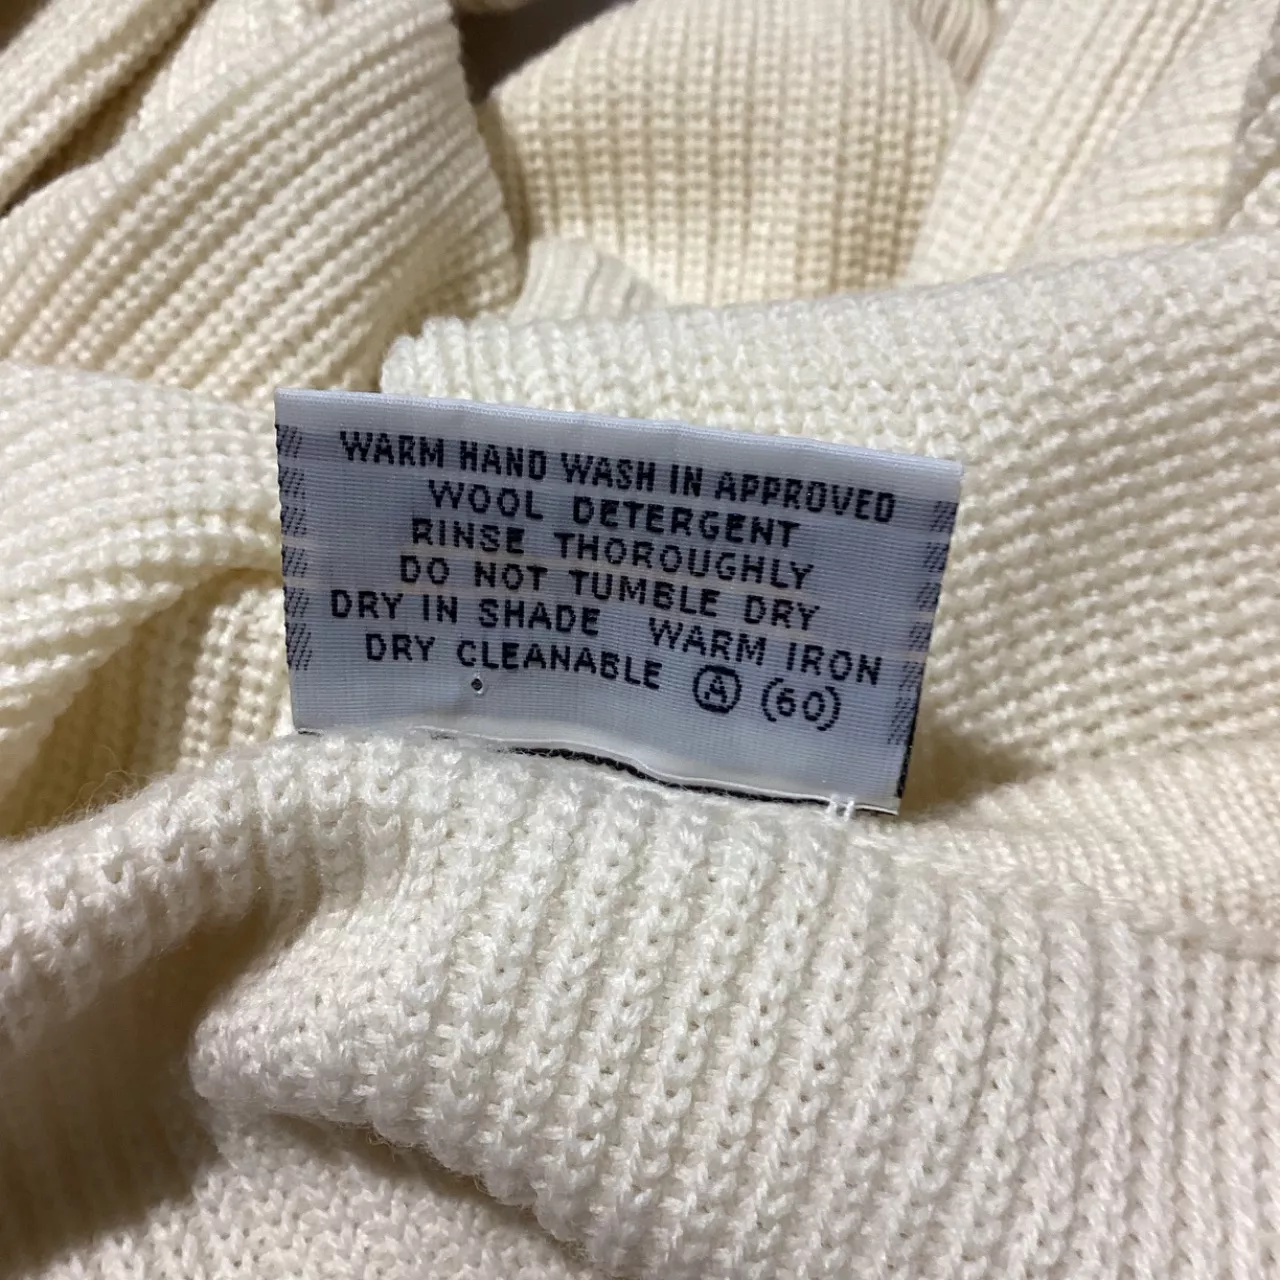 WARM HAND WASH IN APPROVED
WOOL DETERGENT
RINSE THOROUGHLY
DO NOT TUMBLE DRY
DRY IN SHADE WARM IRON
DRY CLEANABLE Ⓐ (60)